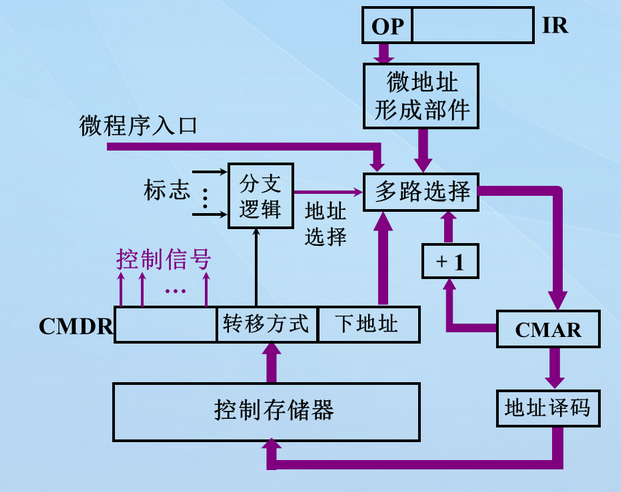 OP
IR
微地址
形成部件
微程序入口
标志
⋮
分支
逻辑
地址
选择
多路选择
控制信号
…
+ 1
CMDR
转移方式
下地址
CMAR
控制存储器
地址译码